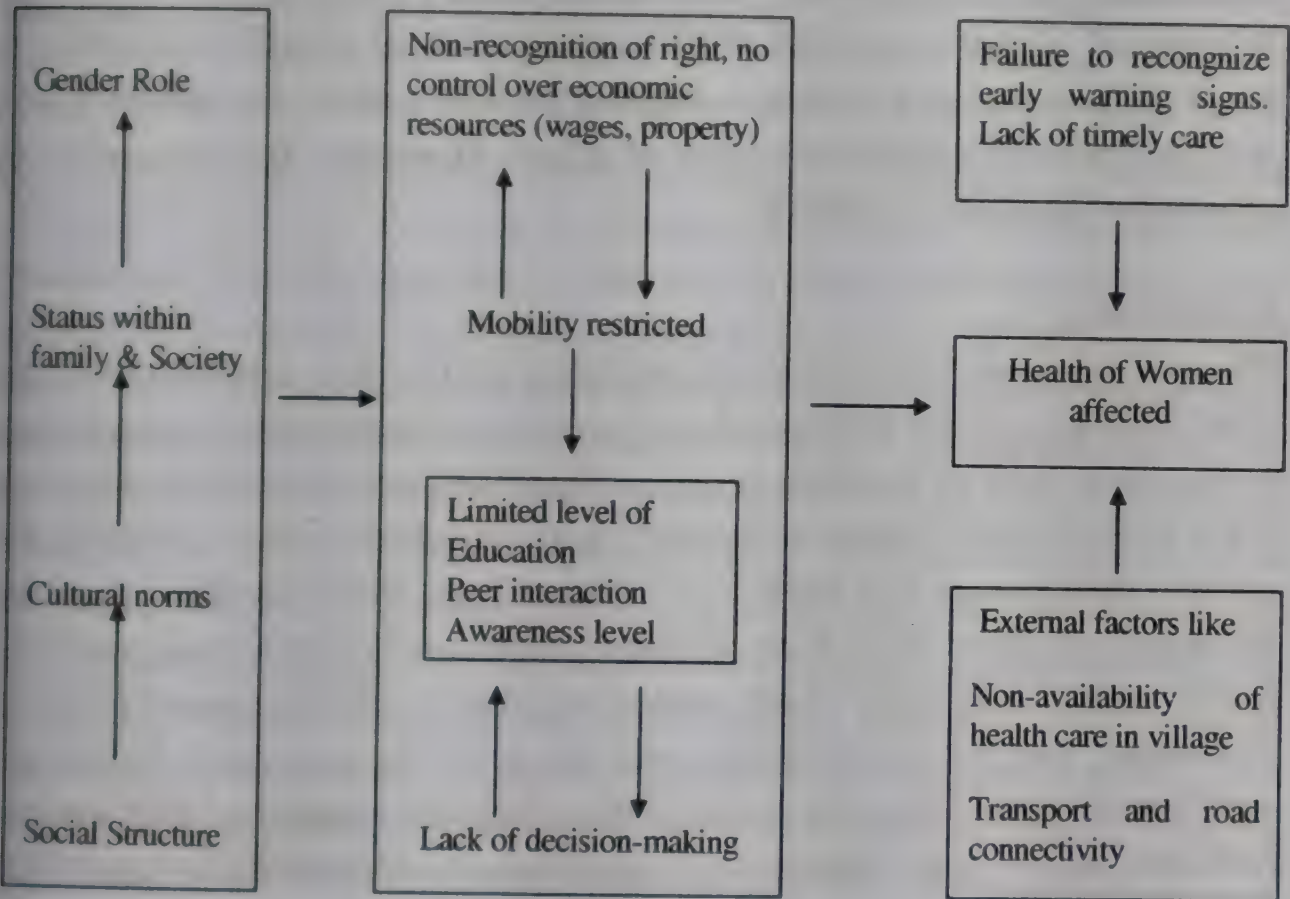 Gender Role
Status within
family & Society
Cultural norms
Social Structure
Non-recognition of right, no
control over economic
resources (wages, property)
Mobility restricted
Limited level of
Education
Peer interaction
Awareness level
Lack of decision-making
Failure to recongnize
early warning signs.
Lack of timely care
Health of Women
affected
External factors like
Non-availability of
health care in village
Transport and road
connectivity